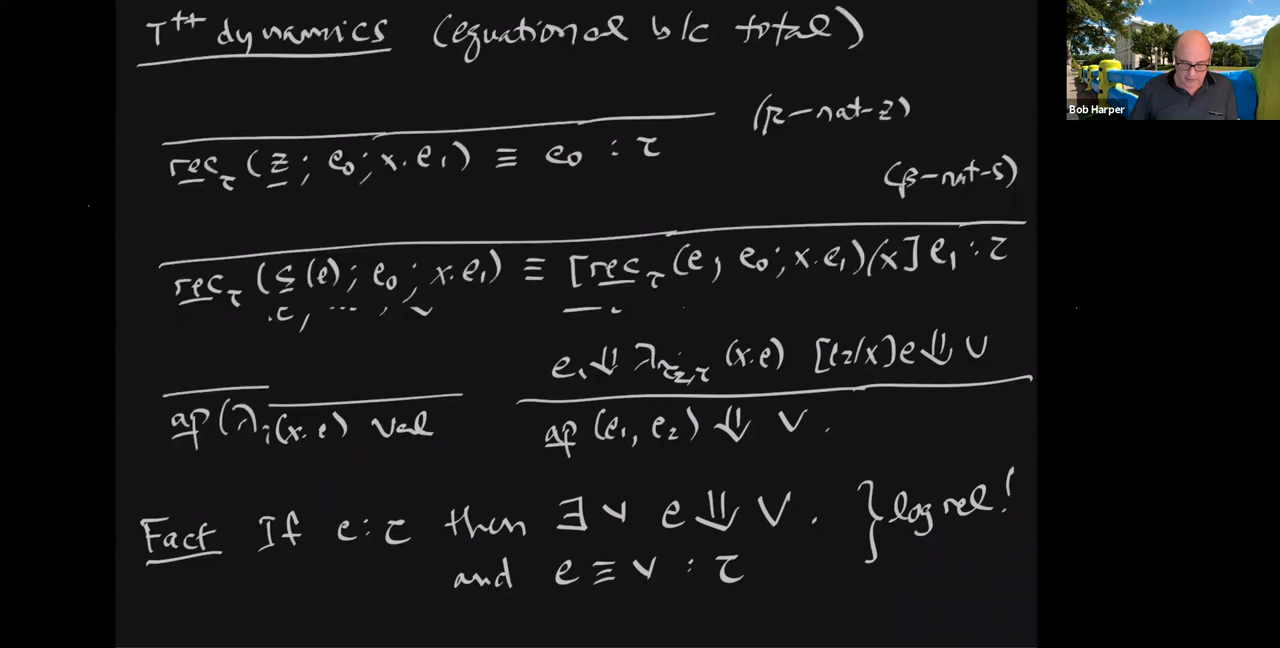 T++ dynamics (equational b/c total)
Bob Harper
rec_τ(z; e₀; x.e₁) ≡ e₀ : τ (β-nat-z)
(β-nat-s)
rec_τ(s(e); e₀; x.e₁) ≡ [rec_τ(e, e₀; x.e₁)/x]e₁ : τ
e₁ ⇓ λ_τ₂,τ(x.e) [e₂/x]e ⇓ v
ap(λ;(x.e) val ap(e₁, e₂) ⇓ v.
Fact If e:τ then ∃ v e ⇓ v. } log rel!
and e ≡ v : τ